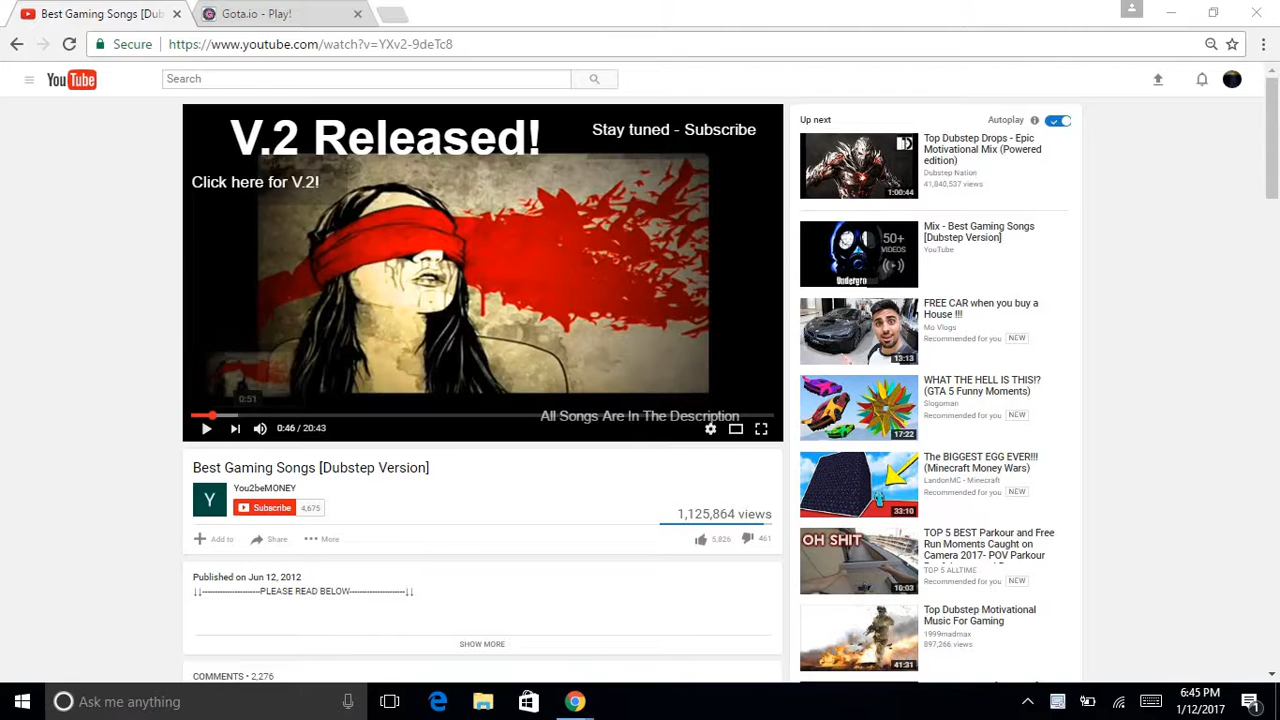 Best Gaming Songs [Dub
Gota.io - Play!
Secure
https://www.youtube.com/watch?v=YXv2-9deTc8
YouTube
Search
V.2 Released!
Stay tuned - Subscribe
Click here for V.2!
0:51
All Songs Are In The Description
0:46 / 20:43
Best Gaming Songs [Dubstep Version]
Y
You2beMONEY
Subscribe
4,675
1,125,864 views
Add to
Share
More
5,826
461
Published on Jun 12, 2012
↓↓----------------------PLEASE READ BELOW---------------------↓↓
SHOW MORE
COMMENTS • 2,276
Up next
Autoplay
1:00:44
Top Dubstep Drops - Epic
Motivational Mix (Powered
edition)
Dubstep Nation
41,840,537 views
50+
VIDEOS
Undergro
Mix - Best Gaming Songs
[Dubstep Version]
YouTube
13:13
FREE CAR when you buy a
House !!!
Mo Vlogs
Recommended for you NEW
17:22
WHAT THE HELL IS THIS!?
(GTA 5 Funny Moments)
Slogoman
Recommended for you NEW
33:10
The BIGGEST EGG EVER!!!
(Minecraft Money Wars)
LandonMC - Minecraft
Recommended for you NEW
OH SHIT
10:03
TOP 5 BEST Parkour and Free
Run Moments Caught on
Camera 2017- POV Parkour
TOP 5 ALLTIME
Recommended for you NEW
41:31
Top Dubstep Motivational
Music For Gaming
1999madmax
897,266 views
Ask me anything
6:45 PM
1/12/2017
1